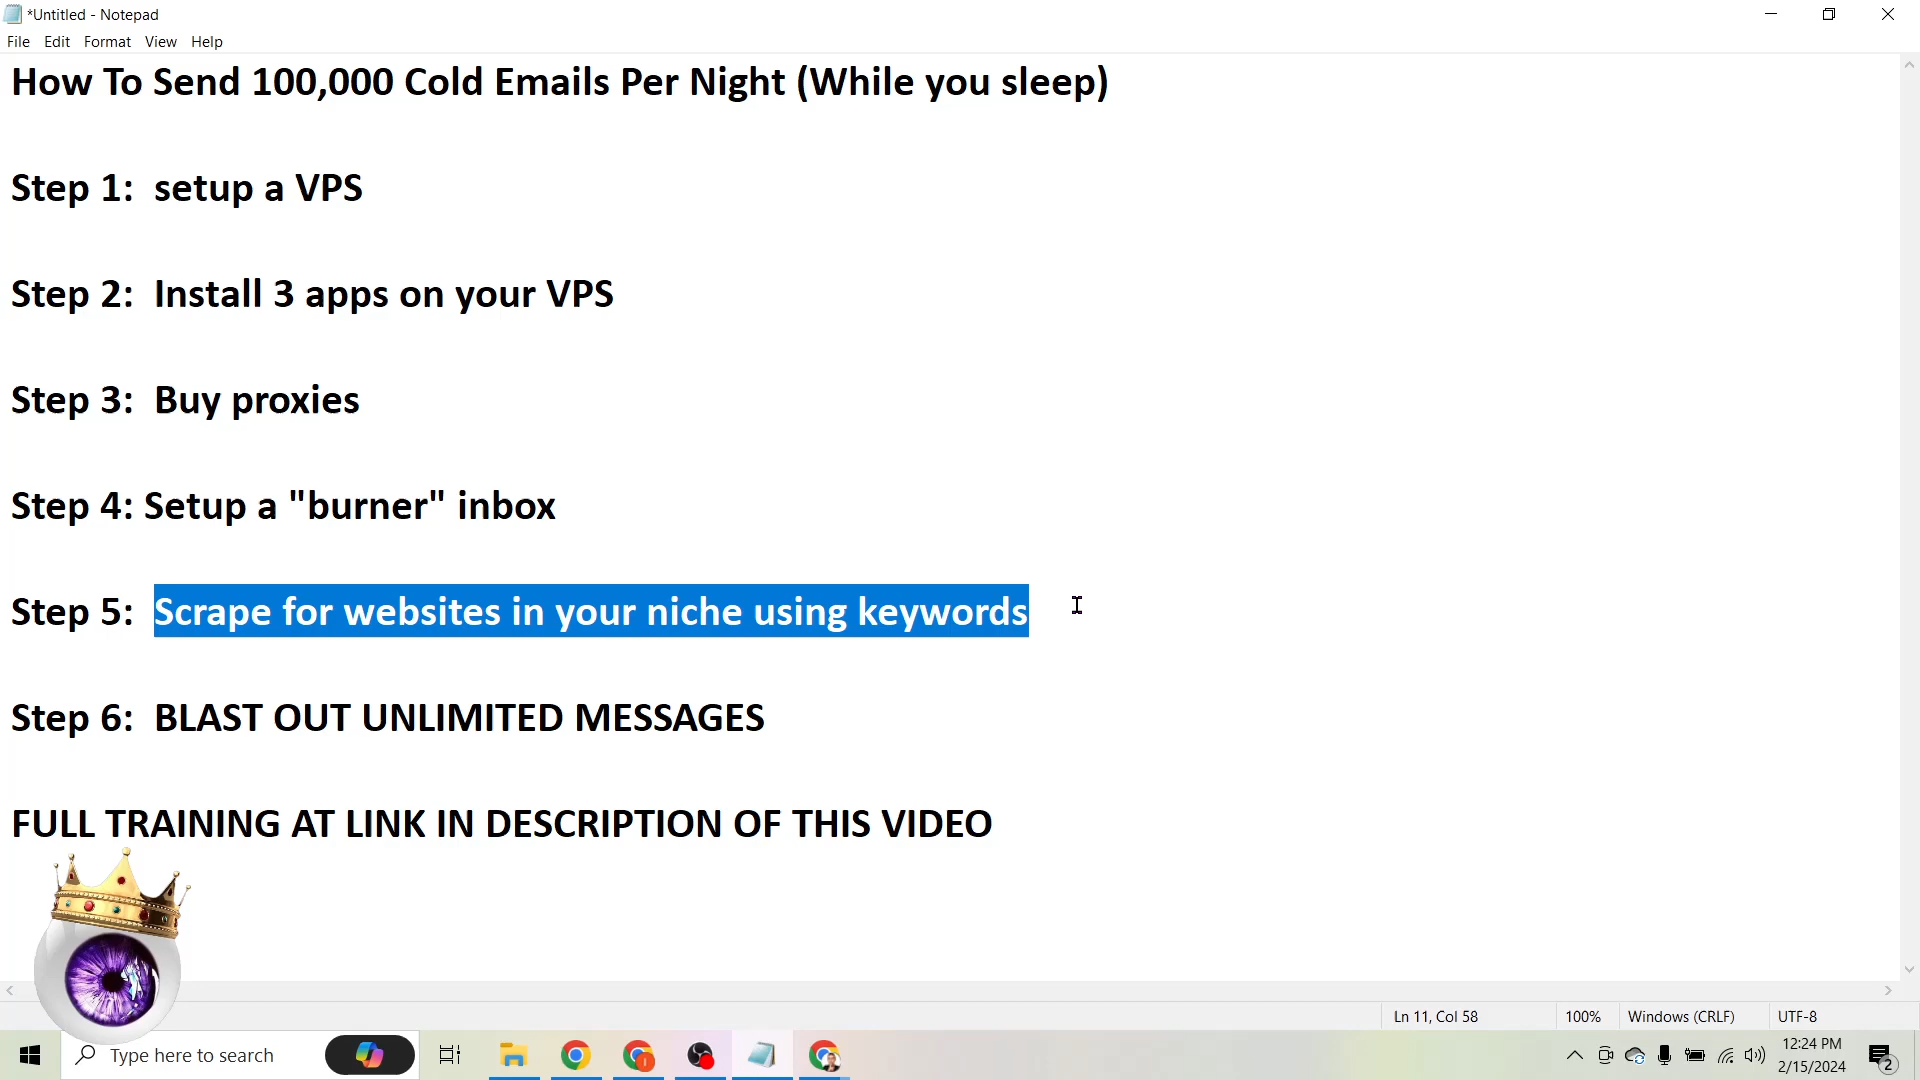 *Untitled - Notepad
File Edit Format View Help
How To Send 100,000 Cold Emails Per Night (While you sleep)
Step 1:  setup a VPS
Step 2:  Install 3 apps on your VPS
Step 3:  Buy proxies
Step 4: Setup a "burner" inbox
Step 5:  Scrape for websites in your niche using keywords
Step 6:  BLAST OUT UNLIMITED MESSAGES
FULL TRAINING AT LINK IN DESCRIPTION OF THIS VIDEO
Ln 11, Col 58 100% Windows (CRLF) UTF-8
Type here to search
12:24 PM
2/15/2024
2